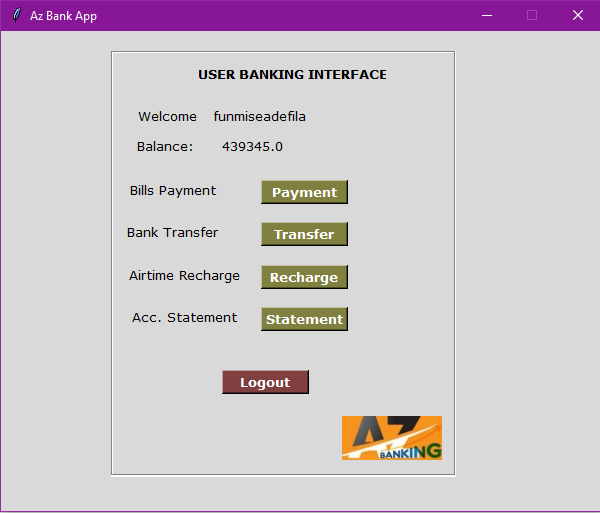 Az Bank App
USER BANKING INTERFACE
Welcome funmiseadefila
Balance: 439345.0
Bills Payment Payment
Bank Transfer Transfer
Airtime Recharge Recharge
Acc. Statement Statement
Logout
AZ
BANKING